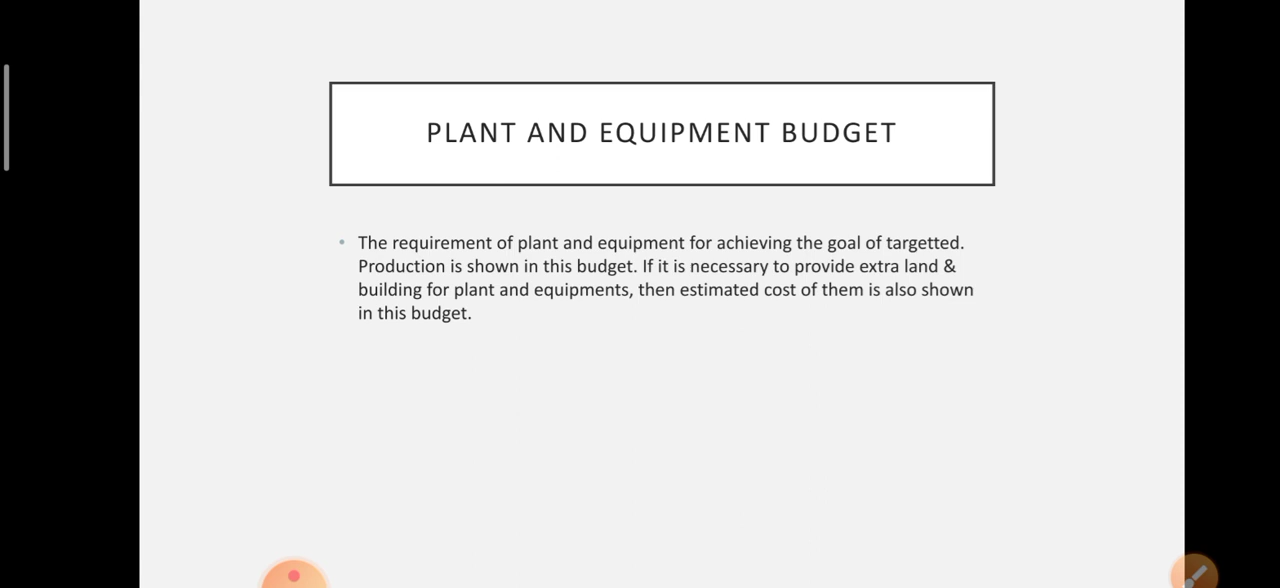 PLANT AND EQUIPMENT BUDGET
• The requirement of plant and equipment for achieving the goal of targetted.
Production is shown in this budget. If it is necessary to provide extra land &
building for plant and equipments, then estimated cost of them is also shown
in this budget.